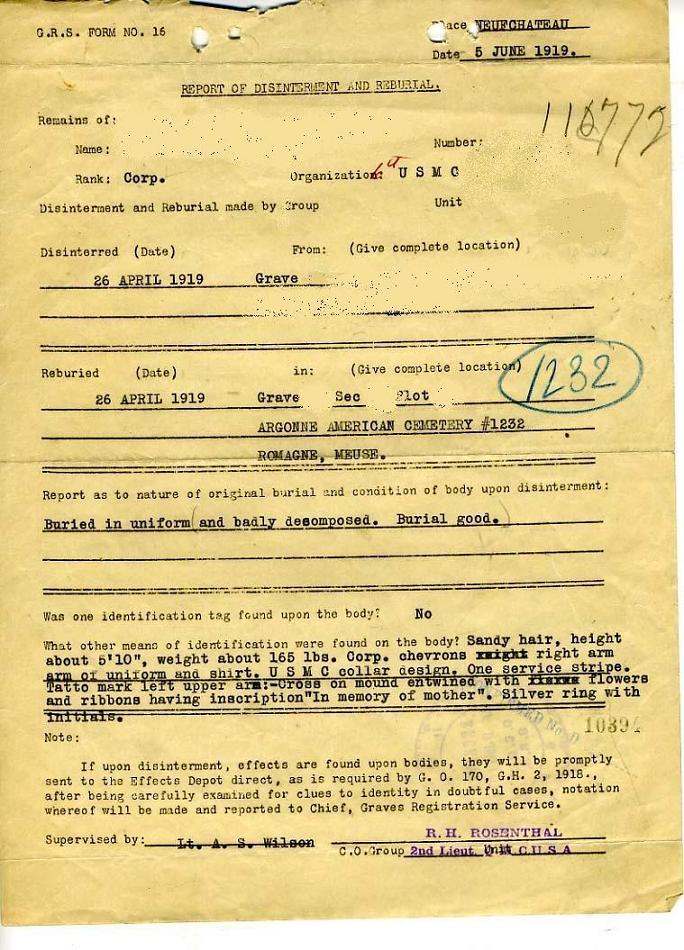 G.R.S. FORM NO. 16
Place NEUFCHATEAU
Date 5 JUNE 1919.
REPORT OF DISINTERMENT AND REBURIAL.
116772
Remains of:
Name: Number:
Rank: Corp. Organization: U S M C
Disinterment and Reburial made by Group Unit
Disinterred (Date) From: (Give complete location)
26 APRIL 1919 Grave
Reburied (Date) in: (Give complete location)
1232
26 APRIL 1919 Grave Sec Plot
ARGONNE AMERICAN CEMETERY #1232
ROMAGNE, MEUSE.
Report as to nature of original burial and condition of body upon disinterment:
Buried in uniform (and badly decomposed. Burial good.)
Was one identification tag found upon the body? No
What other means of identification were found on the body? Sandy hair, height
about 5'10", weight about 165 lbs. Corp. chevrons right arm
arm of uniform and shirt. U S M C collar design. One service stripe.
Tatto mark left upper arm:-Cross on mound entwined with flowers
and ribbons having inscription "In memory of mother". Silver ring with
initials.
10394
Note:
If upon disinterment, effects are found upon bodies, they will be promptly
sent to the Effects Depot direct, as is required by G. O. 170, G.H. 2, 1918.,
after being carefully examined for clues to identity in doubtful cases, notation
whereof will be made and reported to Chief, Graves Registration Service.
R. H. ROSENTHAL
Supervised by: Lt. A. S. Wilson
C.O.Group 2nd Lieut. Unit C U S A